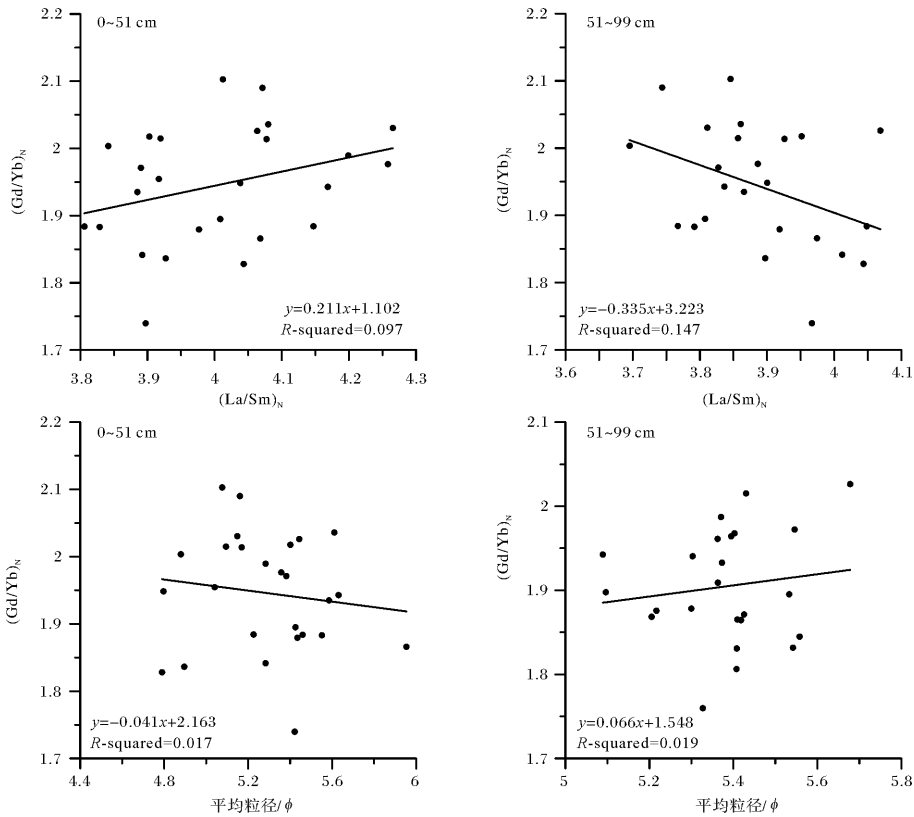 0~51 cm
2.2
2.1
2
1.9
1.8
1.7
(Gd/Yb)N
y=0.211x+1.102
R-squared=0.097
3.8 3.9 4 4.1 4.2 4.3
(La/Sm)N
51~99 cm
2.2
2.1
2
1.9
1.8
1.7
(Gd/Yb)N
y=−0.335x+3.223
R-squared=0.147
3.6 3.7 3.8 3.9 4 4.1
(La/Sm)N
0~51 cm
2.2
2.1
2
1.9
1.8
1.7
(Gd/Yb)N
y=−0.041x+2.163
R-squared=0.017
4.4 4.8 5.2 5.6 6
平均粒径/ϕ
51~99 cm
2.1
2
1.9
1.8
1.7
(Gd/Yb)N
y=0.066x+1.548
R-squared=0.019
5 5.2 5.4 5.6 5.8
平均粒径/ϕ